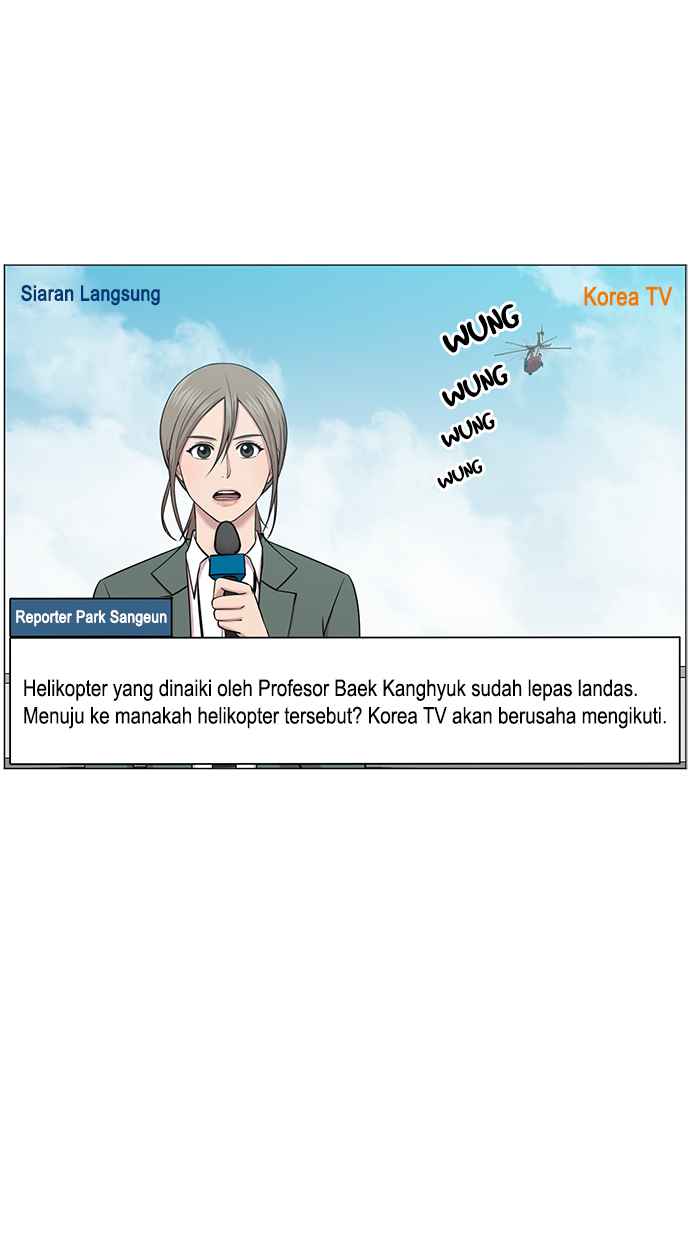 Siaran Langsung
Korea TV
WUNG
WUNG
WUNG
WUNG
Reporter Park Sangeun
Helikopter yang dinaiki oleh Profesor Baek Kanghyuk sudah lepas landas.
Menuju ke manakah helikopter tersebut? Korea TV akan berusaha mengikuti.